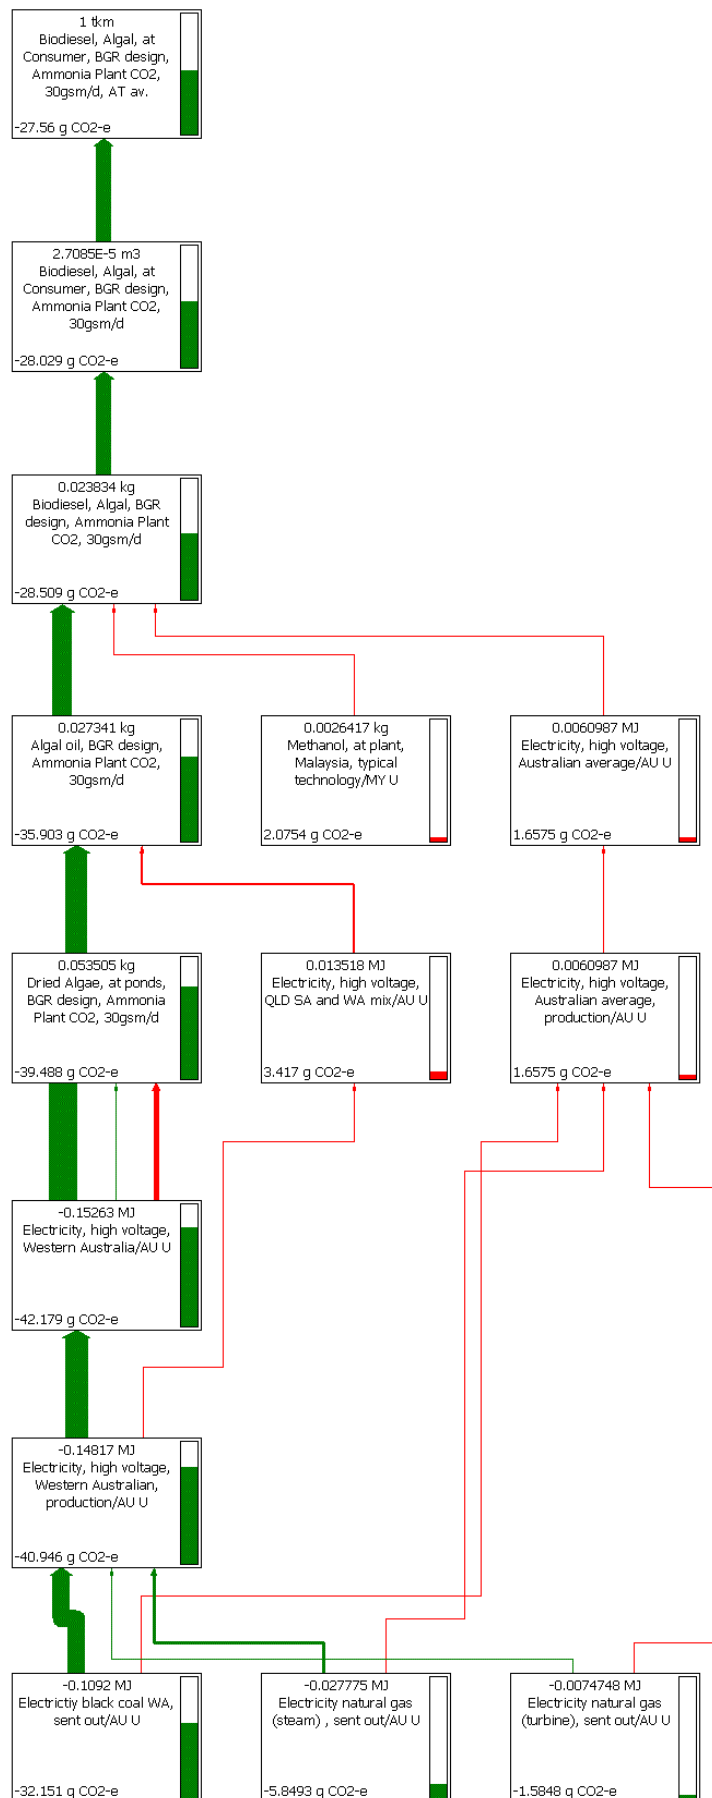 1 tkm
Biodiesel, Algal, at
Consumer, BGR design,
Ammonia Plant CO2,
30gsm/d, AT av.
-27.56 g CO2-e
2.7085E-5 m3
Biodiesel, Algal, at
Consumer, BGR design,
Ammonia Plant CO2,
30gsm/d
-28.029 g CO2-e
0.023834 kg
Biodiesel, Algal, BGR
design, Ammonia Plant
CO2, 30gsm/d
-28.509 g CO2-e
0.027341 kg
Algal oil, BGR design,
Ammonia Plant CO2,
30gsm/d
-35.903 g CO2-e
0.0026417 kg
Methanol, at plant,
Malaysia, typical
technology/MY U
2.0754 g CO2-e
0.0060987 MJ
Electricity, high voltage,
Australian average/AU U
1.6575 g CO2-e
0.053505 kg
Dried Algae, at ponds,
BGR design, Ammonia
Plant CO2, 30gsm/d
-39.488 g CO2-e
0.013518 MJ
Electricity, high voltage,
QLD SA and WA mix/AU U
3.417 g CO2-e
0.0060987 MJ
Electricity, high voltage,
Australian average,
production/AU U
1.6575 g CO2-e
-0.15263 MJ
Electricity, high voltage,
Western Australia/AU U
-42.179 g CO2-e
-0.14817 MJ
Electricity, high voltage,
Western Australian,
production/AU U
-40.946 g CO2-e
-0.1092 MJ
Electrictiy black coal WA,
sent out/AU U
-32.151 g CO2-e
-0.027775 MJ
Electricity natural gas
(steam) , sent out/AU U
-5.8493 g CO2-e
-0.0074748 MJ
Electricity natural gas
(turbine), sent out/AU U
-1.5848 g CO2-e